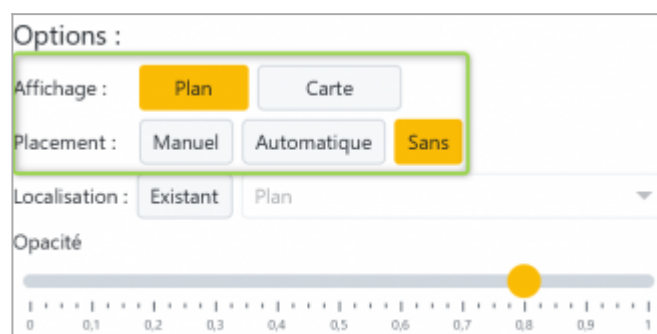 Options :
Affichage : Plan Carte
Placement : Manuel Automatique Sans
Localisation : Existant Plan
Opacité
0 0,1 0,2 0,3 0,4 0,5 0,6 0,7 0,8 0,9 1